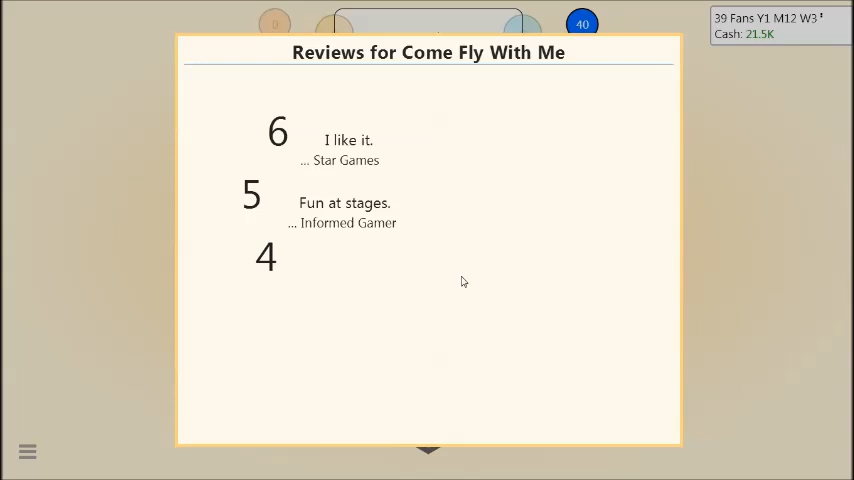 0
40
39 Fans Y1 M12 W3
Cash: 21.5K
Reviews for Come Fly With Me
6
I like it.
... Star Games
5
Fun at stages.
... Informed Gamer
4